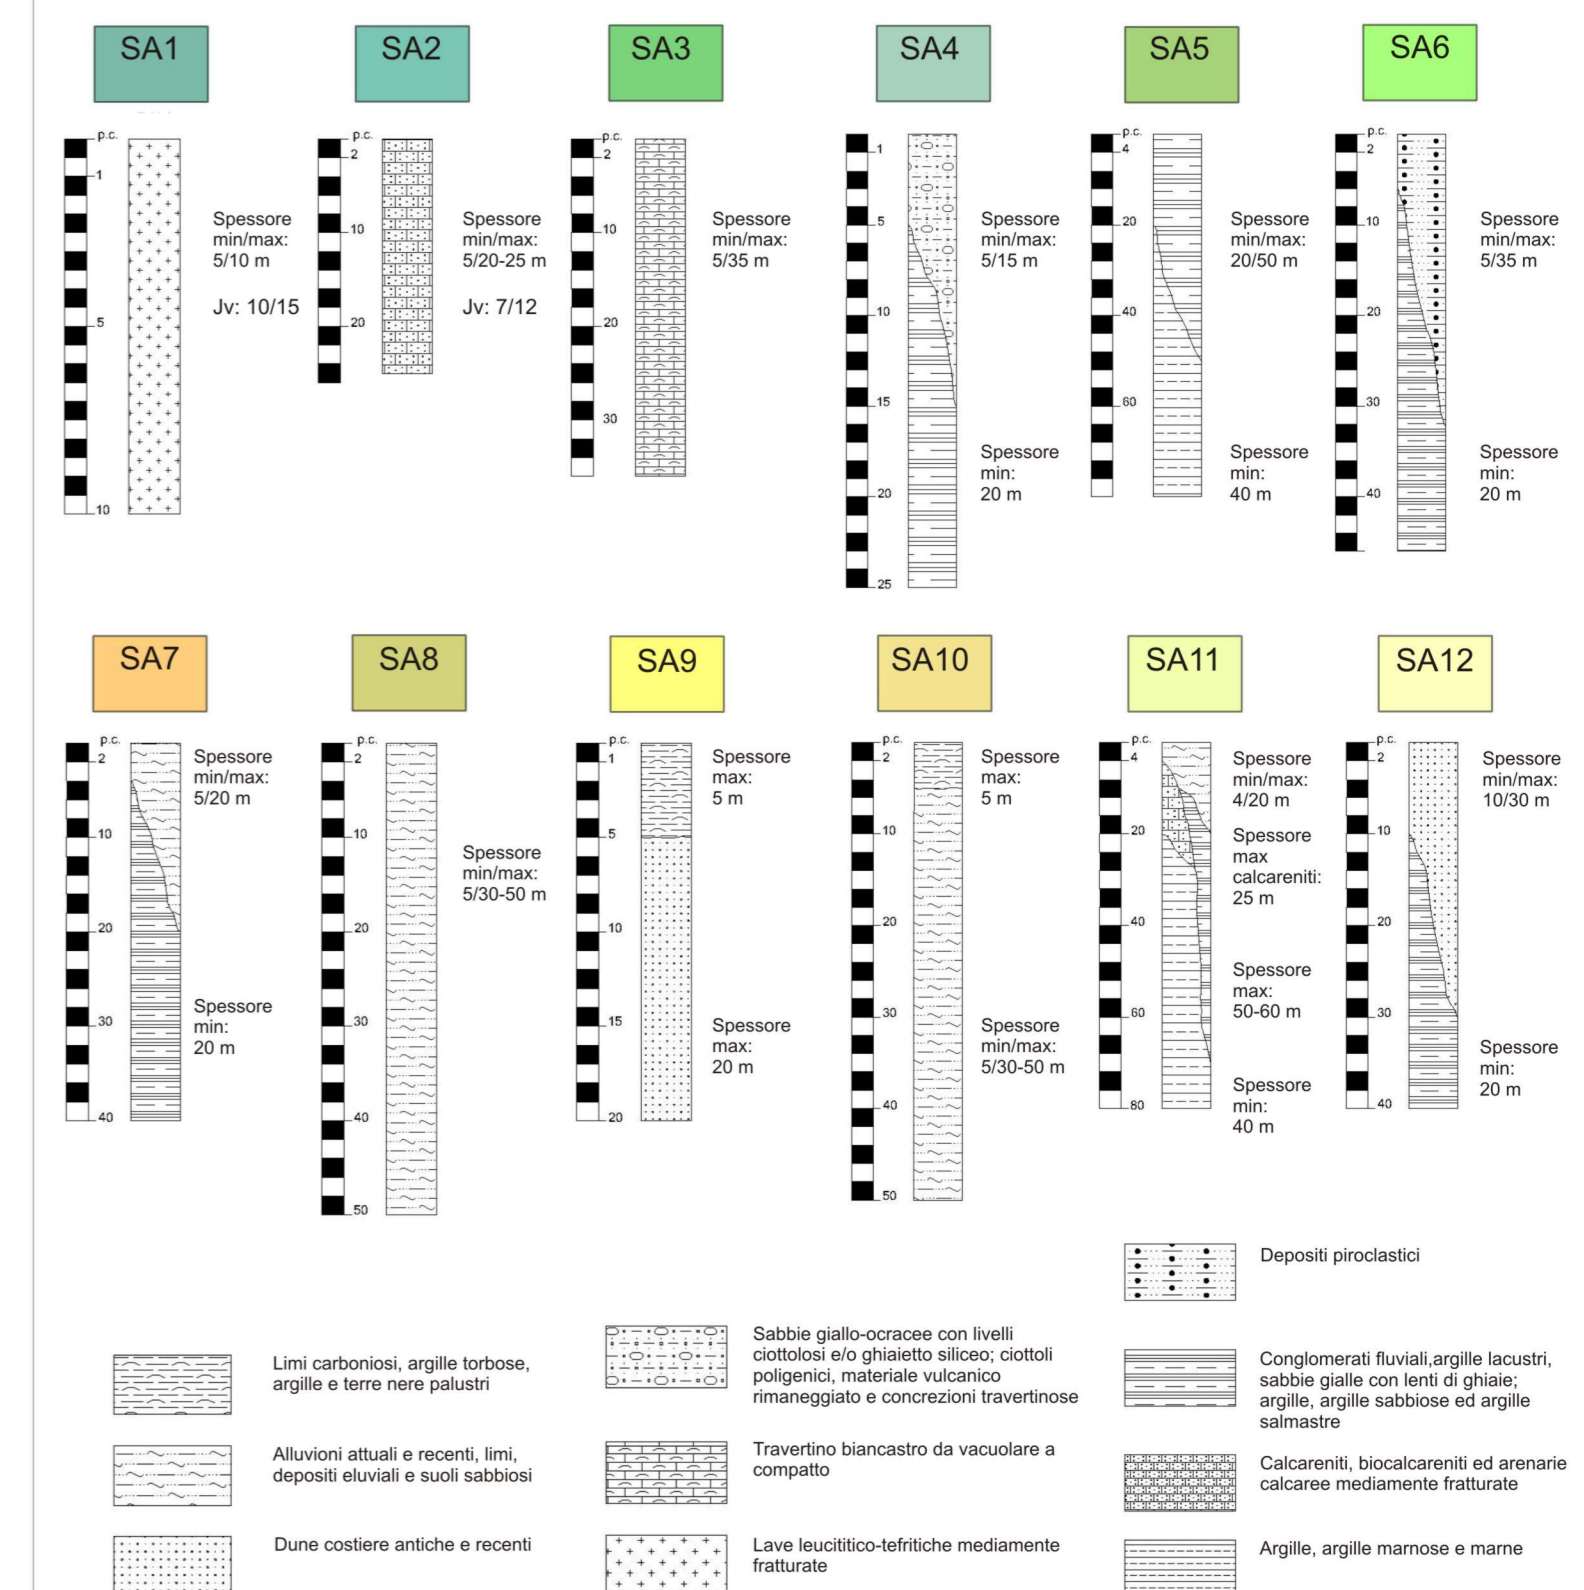 SA1
SA2
SA3
SA4
SA5
SA6
p.c.
1
5
10
Spessore
min/max:
5/10 m
Jv: 10/15
p.c.
2
10
20
Spessore
min/max:
5/20-25 m
Jv: 7/12
p.c.
2
10
20
30
Spessore
min/max:
5/35 m
1
5
10
15
20
25
Spessore
min/max:
5/15 m
Spessore
min:
20 m
p.c.
4
20
40
60
Spessore
min/max:
20/50 m
Spessore
min:
40 m
p.c.
2
10
20
30
40
Spessore
min/max:
5/35 m
Spessore
min:
20 m
SA7
SA8
SA9
SA10
SA11
SA12
p.c.
2
10
20
30
40
Spessore
min/max:
5/20 m
Spessore
min:
20 m
p.c.
2
10
20
30
40
50
Spessore
min/max:
5/30-50 m
p.c.
1
5
10
15
20
Spessore
max:
5 m
Spessore
max:
20 m
p.c.
2
10
20
30
40
50
Spessore
max:
5 m
Spessore
min/max:
5/30-50 m
p.c.
4
20
40
60
80
Spessore
min/max:
4/20 m
Spessore
max
calcareniti:
25 m
Spessore
max:
50-60 m
Spessore
min:
40 m
p.c.
2
10
20
30
40
Spessore
min/max:
10/30 m
Spessore
min:
20 m
Limi carboniosi, argille torbose,
argille e terre nere palustri
Alluvioni attuali e recenti, limi,
depositi eluviali e suoli sabbiosi
Dune costiere antiche e recenti
Sabbie giallo-ocracee con livelli
ciottolosi e/o ghiaietto siliceo; ciottoli
poligenici, materiale vulcanico
rimaneggiato e concrezioni travertinose
Travertino biancastro da vacuolare a
compatto
Lave leucititico-tefritiche mediamente
fratturate
Depositi piroclastici
Conglomerati fluviali,argille lacustri,
sabbie gialle con lenti di ghiaie;
argille, argille sabbiose ed argille
salmastre
Calcareniti, biocalcareniti ed arenarie
calcaree mediamente fratturate
Argille, argille marnose e marne